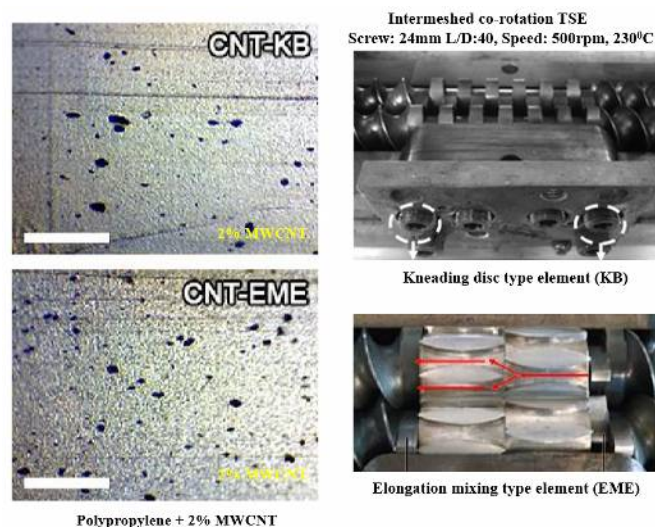 CNT-KB
2% MWCNT
CNT-EME
2% MWCNT
Polypropylene + 2% MWCNT
Intermeshed co-rotation TSE
Screw: 24mm L/D:40, Speed: 500rpm, 230⁰C
Kneading disc type element (KB)
Elongation mixing type element (EME)